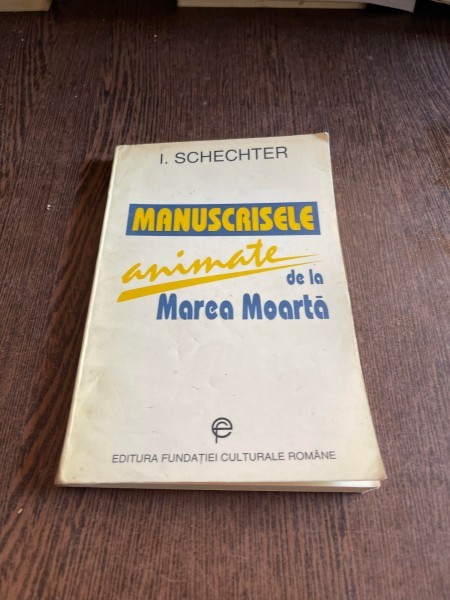 I. SCHECHTER
MANUSCRISELE
animate
de la
Marea Moartă
EDITURA FUNDAȚIEI CULTURALE ROMÂNE